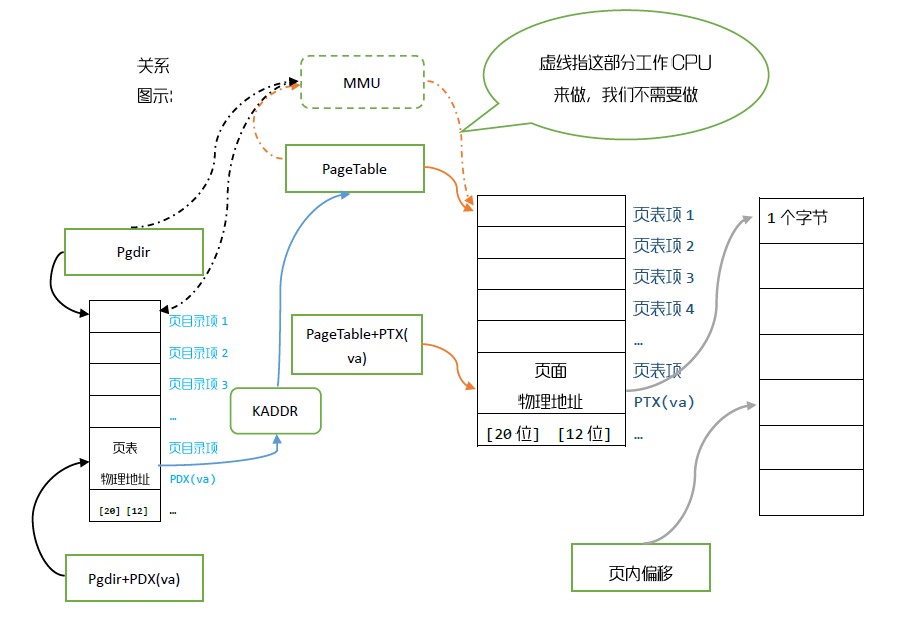 关系
图示:
MMU
虚线指这部分工作 CPU
来做，我们不需要做
PageTable
Pgdir
页目录项 1
页目录项 2
页目录项 3
…
页表
物理地址
页目录项
PDX(va)
[20] [12]
…
Pgdir+PDX(va)
KADDR
PageTable+PTX(
va)
页表项 1
页表项 2
页表项 3
页表项 4
…
页面
物理地址
页表项
PTX(va)
[20 位] [12 位]
…
1 个字节
页内偏移